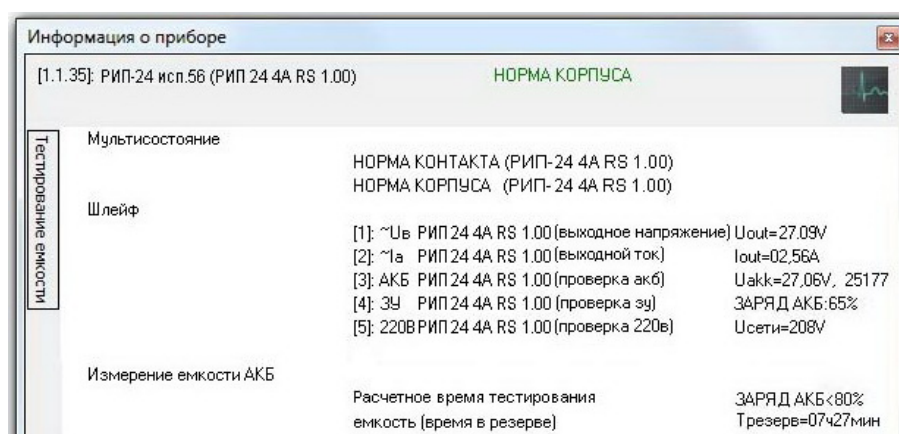 Информация о приборе
[1.1.35]: РИП-24 исп.56 (РИП 24 4А RS 1.00) НОРМА КОРПУСА
Тестирование емкости
Мультисостояние
НОРМА КОНТАКТА (РИП-24 4А RS 1.00)
НОРМА КОРПУСА (РИП-24 4А RS 1.00)
Шлейф
[1]: ~Uв РИП 24 4А RS 1.00 (выходное напряжение) Uout=27.09V
[2]: ~Iа РИП 24 4А RS 1.00 (выходной ток) Iout=02,56A
[3]: АКБ РИП 24 4А RS 1.00 (проверка акб) Uakk=27,06V, 25177
[4]: ЗУ РИП 24 4А RS 1.00 (проверка зу) ЗАРЯД АКБ:65%
[5]: 220В РИП 24 4А RS 1.00 (проверка 220в) Uсети=208V
Измерение емкости АКБ
Расчетное время тестирования ЗАРЯД АКБ<80%
емкость (время в резерве) Tрезерв=07ч27мин